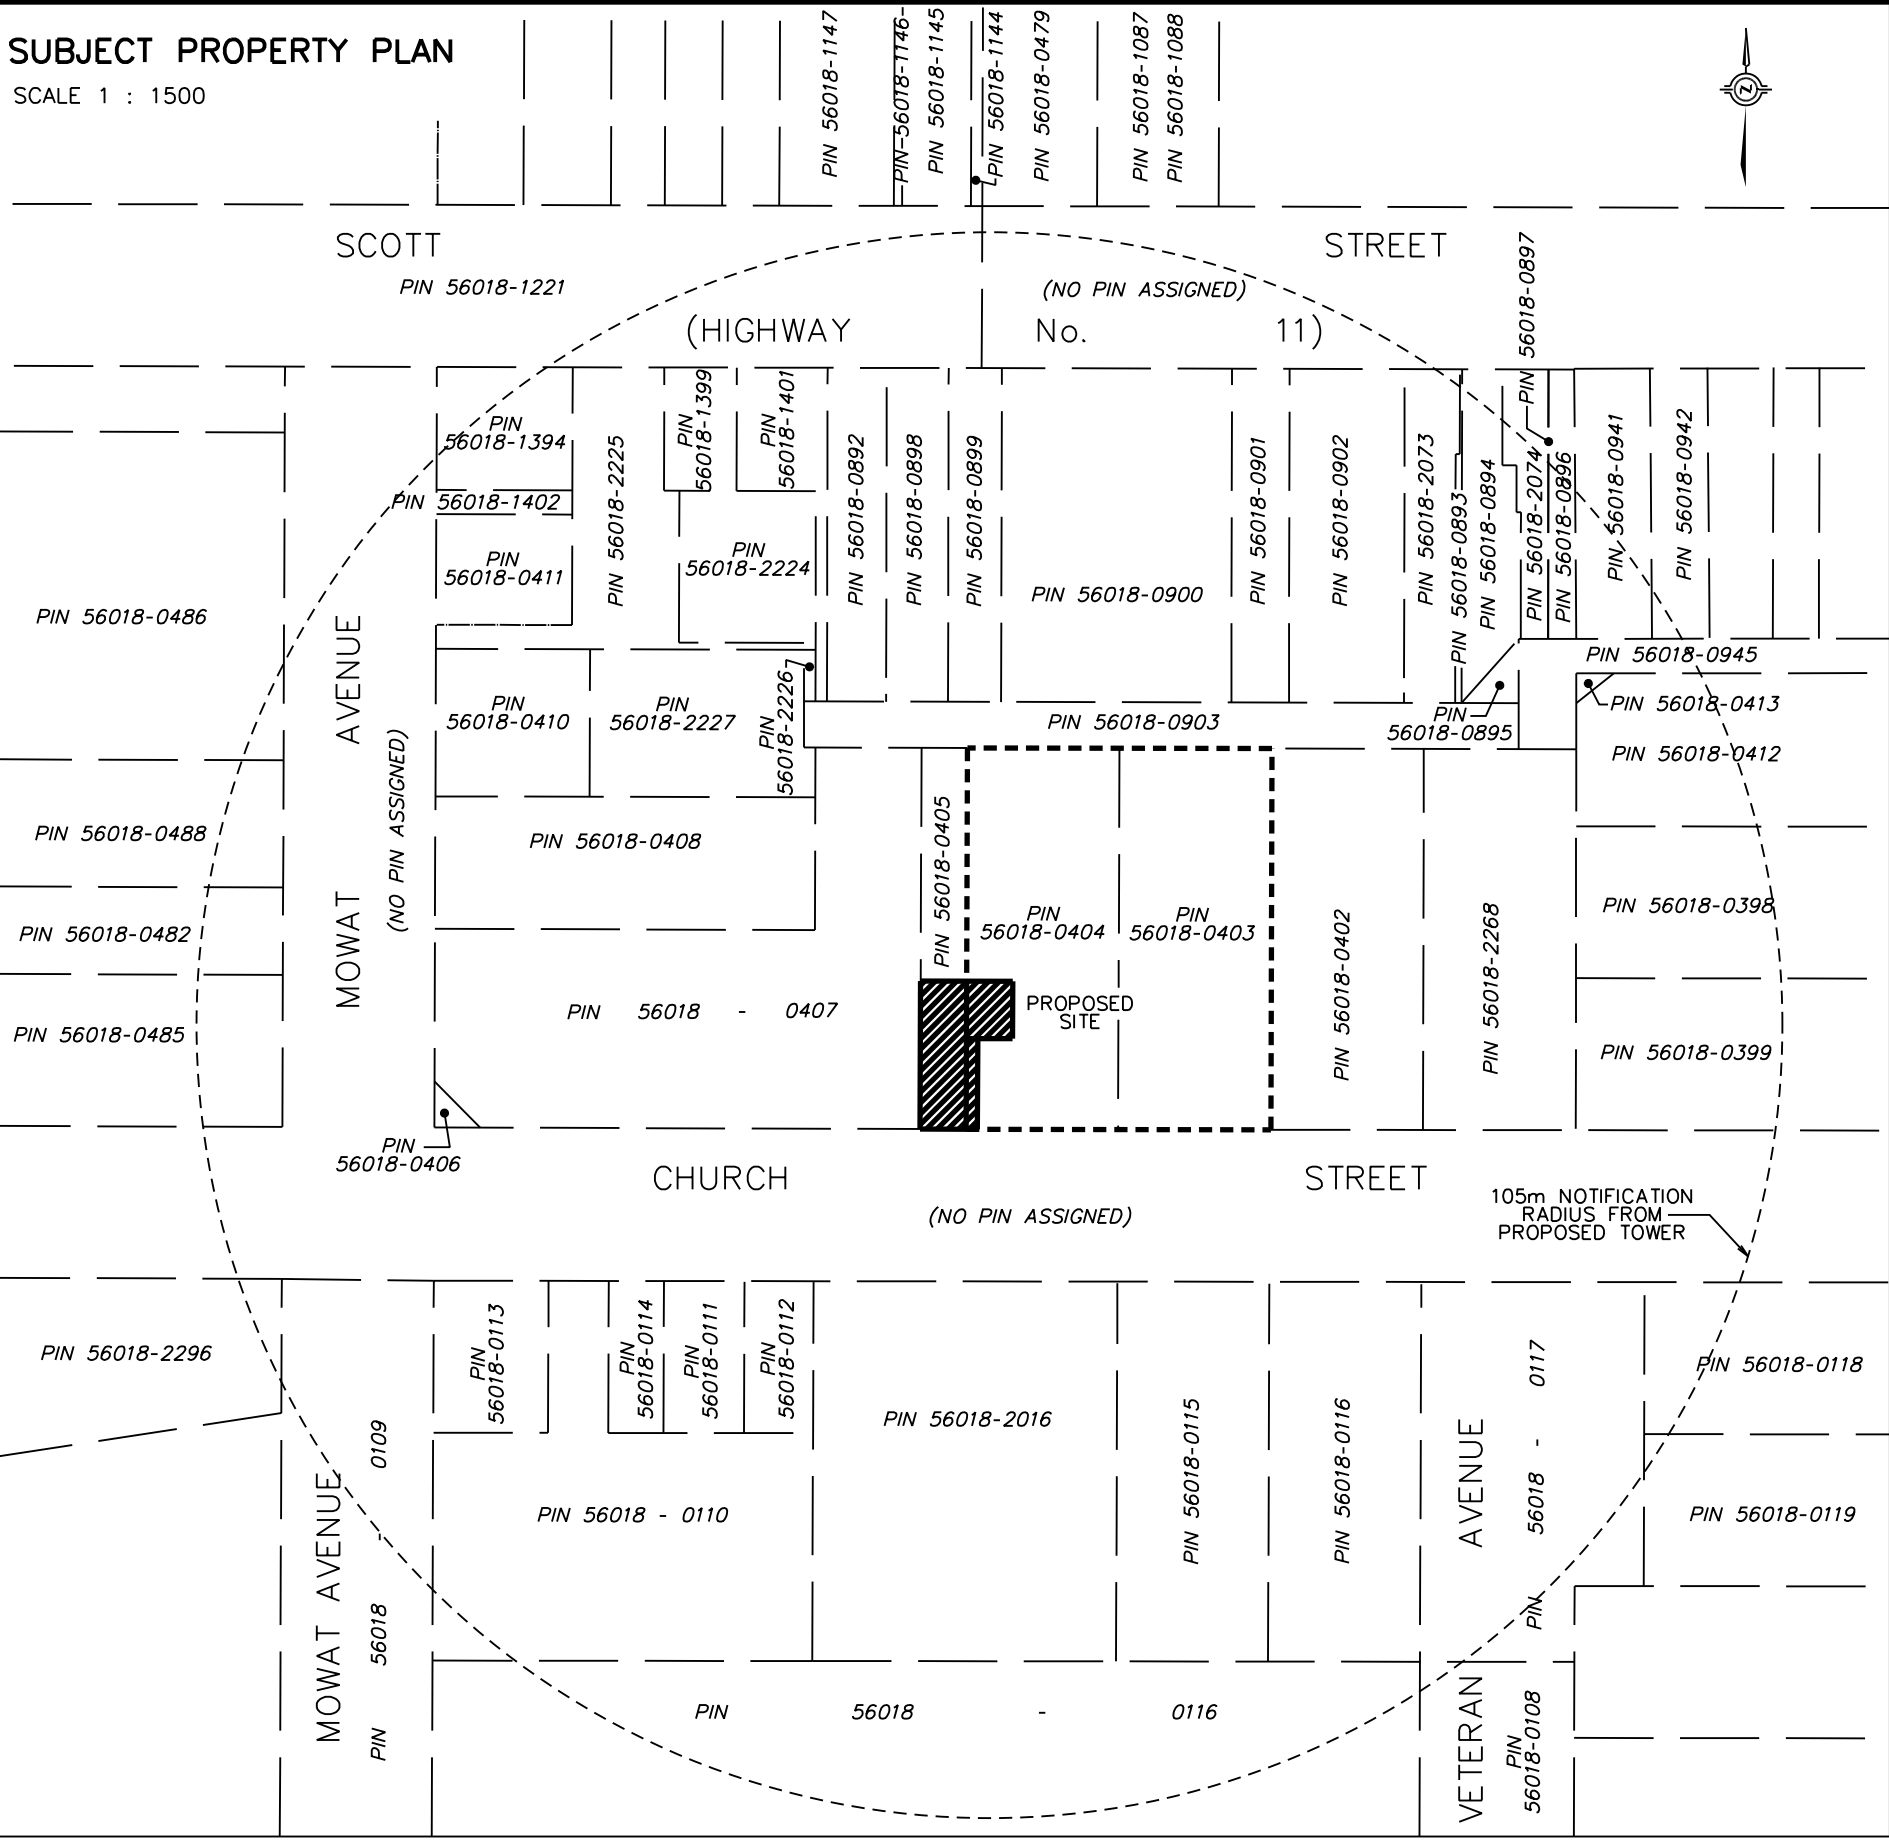 SUBJECT PROPERTY PLAN
SCALE 1 : 1500
PIN 56018-1147
PIN 56018-1146
PIN 56018-1145
PIN 56018-1144
PIN 56018-0479
PIN 56018-1087
PIN 56018-1088
N
SCOTT STREET
PIN 56018-1221
(NO PIN ASSIGNED)
(HIGHWAY No. 11)
PIN 56018-0897
PIN
56018-1394
PIN 56018-1402
PIN
56018-0411
PIN 56018-2225
PIN
56018-1399
PIN
56018-1401
PIN
56018-2224
PIN 56018-0892
PIN 56018-0898
PIN 56018-0899
PIN 56018-0900
PIN 56018-0901
PIN 56018-0902
PIN 56018-2073
PIN 56018-0893
PIN 56018-0894
PIN 56018-2074
PIN 56018-0896
PIN 56018-0941
PIN 56018-0942
PIN 56018-0486
MOWAT AVENUE
(NO PIN ASSIGNED)
PIN
56018-0410
PIN
56018-2227
PIN
56018-2226
PIN 56018-0903
PIN
56018-0895
PIN 56018-0945
PIN 56018-0413
PIN 56018-0412
PIN 56018-0488
PIN 56018-0408
PIN 56018-0405
PIN
56018-0404
PIN
56018-0403
PIN 56018-0402
PIN 56018-2268
PIN 56018-0398
PIN 56018-0482
PIN 56018 - 0407
PROPOSED
SITE
PIN 56018-0485
PIN 56018-0399
PIN
56018-0406
CHURCH STREET
(NO PIN ASSIGNED)
105m NOTIFICATION
RADIUS FROM
PROPOSED TOWER
PIN 56018-2296
PIN
56018-0113
PIN
56018-0114
PIN
56018-0111
PIN
56018-0112
PIN 56018-2016
PIN 56018-0115
PIN 56018-0116
PIN 56018 - 0117
PIN 56018-0118
MOWAT AVENUE
PIN 56018 - 0109
PIN 56018 - 0110
VETERAN AVENUE
PIN 56018-0119
PIN 56018 - 0116
PIN
56018-0108